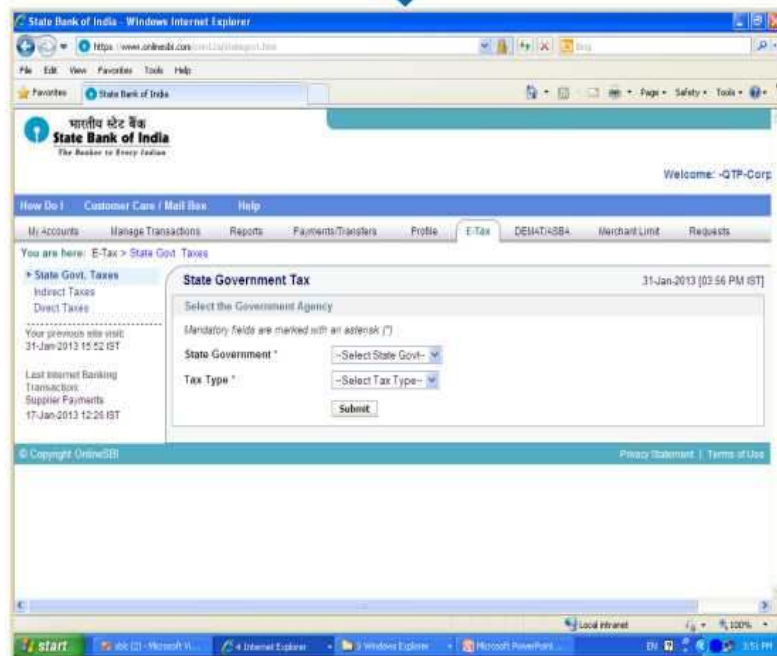 State Bank of India - Windows Internet Explorer
https://www.onlinesbi.com
Bing
File Edit View Favorites Tools Help
Favorites State Bank of India
Page Safety Tools
भारतीय स्टेट बैंक
State Bank of India
The Banker to Every Indian
Welcome: -QTP-Corp
How Do I Customer Care / Mail Box Help
My Accounts Manage Transactions Reports Payments/Transfers Profile E-Tax DEMAT/ASBA Merchant Limit Requests
You are here: E-Tax > State Govt. Taxes
State Govt. Taxes
Indirect Taxes
Direct Taxes
Your previous site visit:
31-Jan-2013 15:52 IST
Last Internet Banking
Transaction:
Supplier Payments
17-Jan-2013 12:26 IST
State Government Tax 31-Jan-2013 [03:56 PM IST]
Select the Government Agency
Mandatory fields are marked with an asterisk (*)
State Government * --Select State Govt--
Tax Type * --Select Tax Type--
Submit
© Copyright OnlineSBI Privacy Statement | Terms of Use
Local intranet 100%
start 4 Internet Explorer Windows Explorer Microsoft PowerPoint EN 3:51 PM